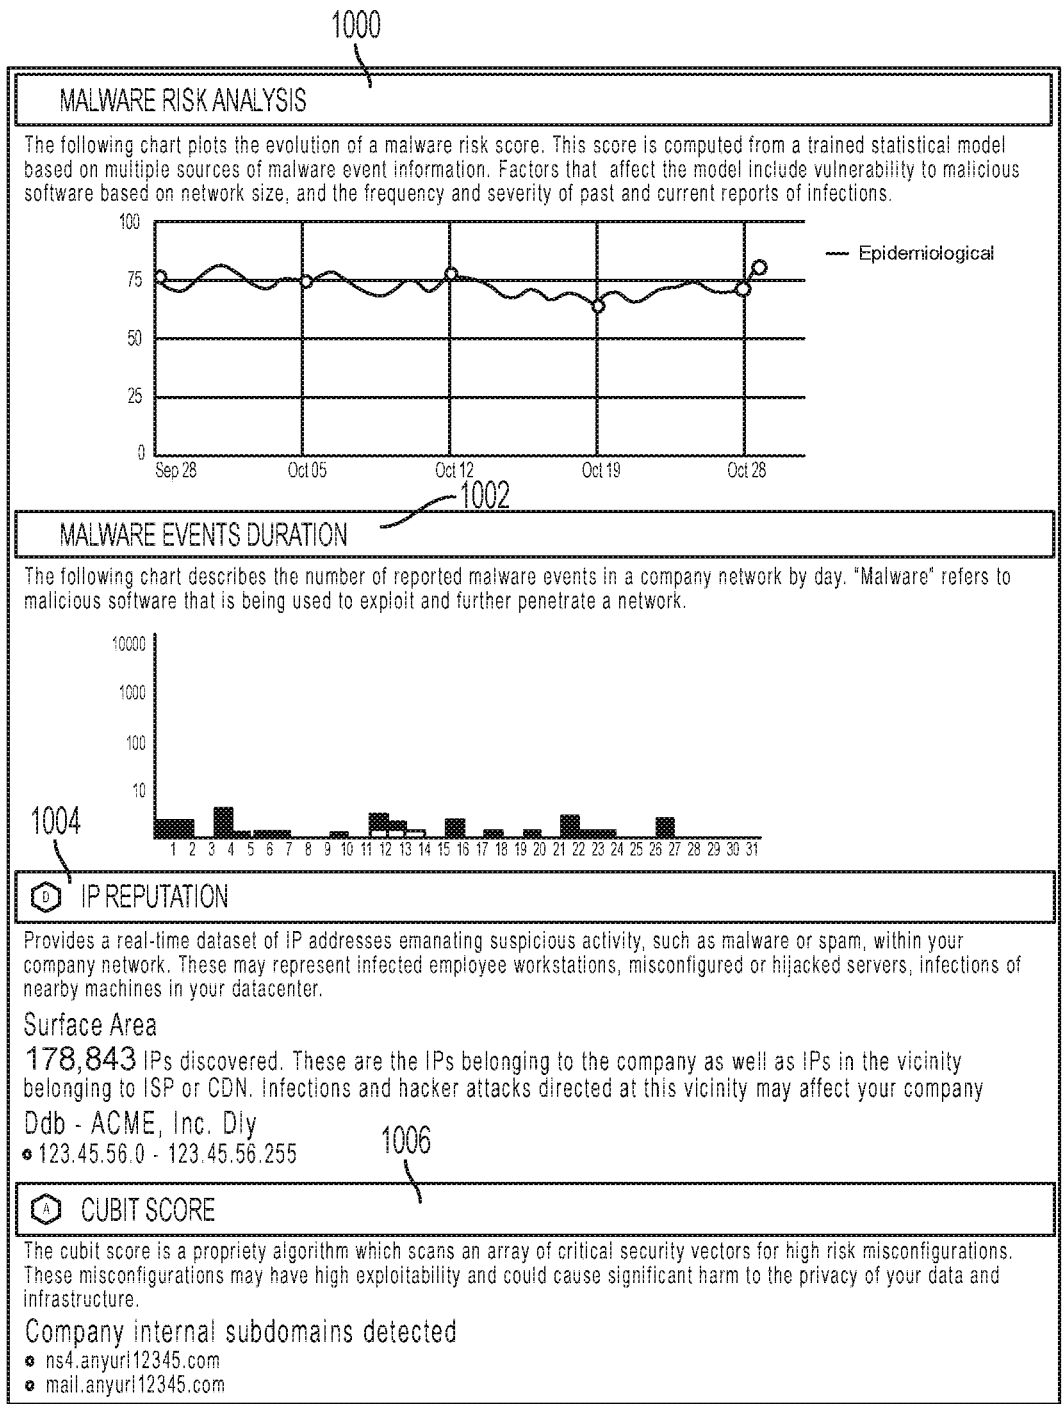 1000
MALWARE RISK ANALYSIS
The following chart plots the evolution of a malware risk score. This score is computed from a trained statistical model
based on multiple sources of malware event information. Factors that affect the model include vulnerability to malicious
software based on network size, and the frequency and severity of past and current reports of infections.
100
75
50
25
0
Epidemiological
Sep 28 Oct 05 Oct 12 Oct 19 Oct 28
1002
MALWARE EVENTS DURATION
The following chart describes the number of reported malware events in a company network by day. "Malware" refers to
malicious software that is being used to exploit and further penetrate a network.
10000
1000
100
10
1 2 3 4 5 6 7 8 9 10 11 12 13 14 15 16 17 18 19 20 21 22 23 24 25 26 27 28 29 30 31
1004
D IP REPUTATION
Provides a real-time dataset of IP addresses emanating suspicious activity, such as malware or spam, within your
company network. These may represent infected employee workstations, misconfigured or hijacked servers, infections of
nearby machines in your datacenter.
Surface Area
178,843 IPs discovered. These are the IPs belonging to the company as well as IPs in the vicinity
belonging to ISP or CDN. Infections and hacker attacks directed at this vicinity may affect your company
Ddb - ACME, Inc. Dly
123.45.56.0 - 123.45.56.255
1006
A CUBIT SCORE
The cubit score is a propriety algorithm which scans an array of critical security vectors for high risk misconfigurations.
These misconfigurations may have high exploitability and could cause significant harm to the privacy of your data and
infrastructure.
Company internal subdomains detected
ns4.anyurl12345.com
mail.anyurl12345.com